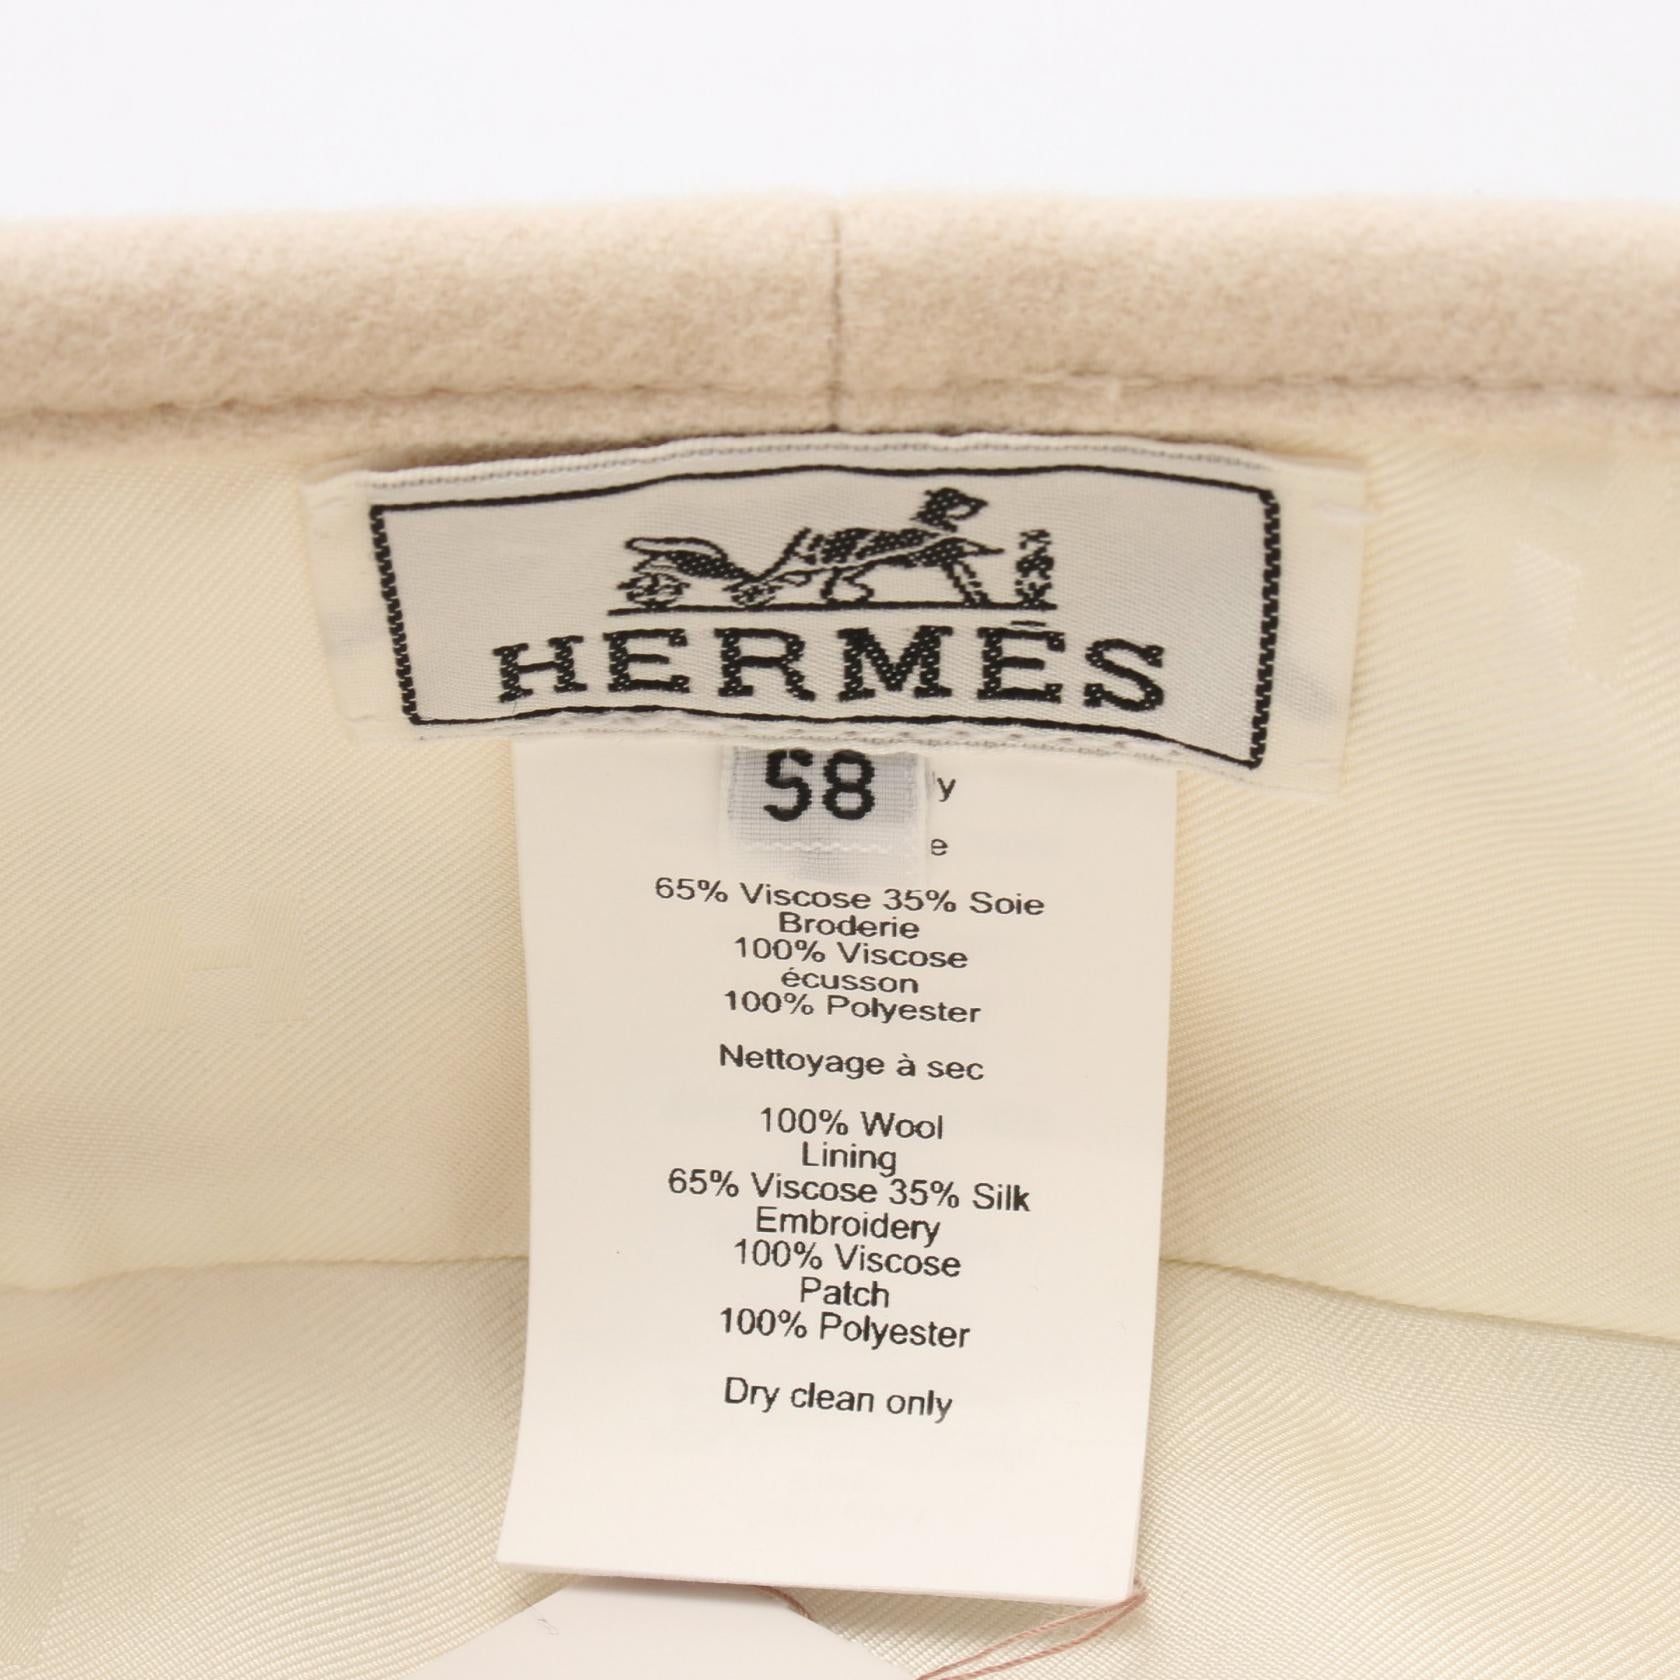 HERMÈS
58
65% Viscose 35% Soie
Broderie
100% Viscose
écusson
100% Polyester
Nettoyage à sec
100% Wool
Lining
65% Viscose 35% Silk
Embroidery
100% Viscose
Patch
100% Polyester
Dry clean only